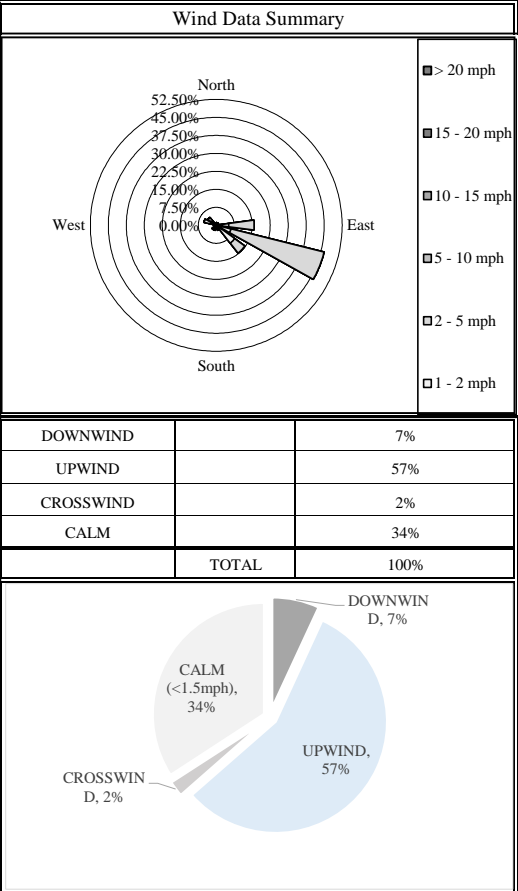 Wind Data Summary
North
52.50%
45.00%
37.50%
30.00%
22.50%
15.00%
7.50%
0.00%
West
East
South
> 20 mph
15 - 20 mph
10 - 15 mph
5 - 10 mph
2 - 5 mph
1 - 2 mph
DOWNWIND 7%
UPWIND 57%
CROSSWIND 2%
CALM 34%
TOTAL 100%
DOWNWIN
D, 7%
CALM
(<1.5mph),
34%
UPWIND,
57%
CROSSWIN
D, 2%